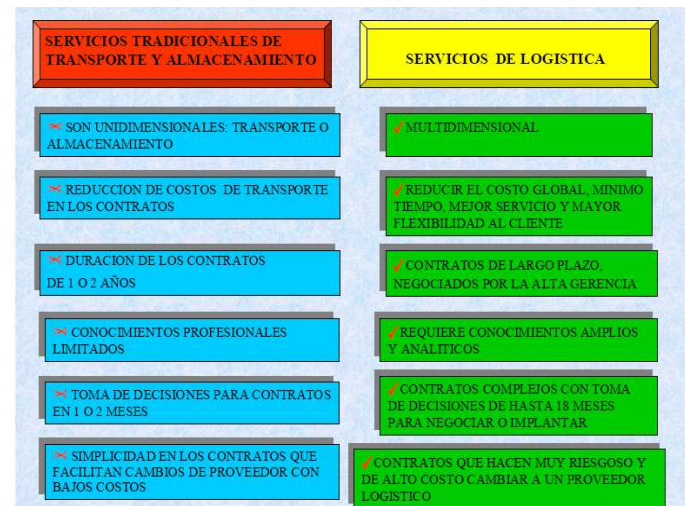 SERVICIOS TRADICIONALES DE
TRANSPORTE Y ALMACENAMIENTO
SERVICIOS DE LOGISTICA
SON UNIDIMENSIONALES: TRANSPORTE O
ALMACENAMIENTO
MULTIDIMENSIONAL
REDUCCION DE COSTOS DE TRANSPORTE
EN LOS CONTRATOS
REDUCIR EL COSTO GLOBAL, MINIMO
TIEMPO, MEJOR SERVICIO Y MAYOR
FLEXIBILIDAD AL CLIENTE
DURACION DE LOS CONTRATOS
DE 1 O 2 AÑOS
CONTRATOS DE LARGO PLAZO,
NEGOCIADOS POR LA ALTA GERENCIA
CONOCIMIENTOS PROFESIONALES
LIMITADOS
REQUIERE CONOCIMIENTOS AMPLIOS
Y ANALITICOS
TOMA DE DECISIONES PARA CONTRATOS
EN 1 O 2 MESES
CONTRATOS COMPLEJOS CON TOMA
DE DECISIONES DE HASTA 18 MESES
PARA NEGOCIAR O IMPLANTAR
SIMPLICIDAD EN LOS CONTRATOS QUE
FACILITAN CAMBIOS DE PROVEEDOR CON
BAJOS COSTOS
CONTRATOS QUE HACEN MUY RIESGOSO Y
DE ALTO COSTO CAMBIAR A UN PROVEEDOR
LOGISTICO